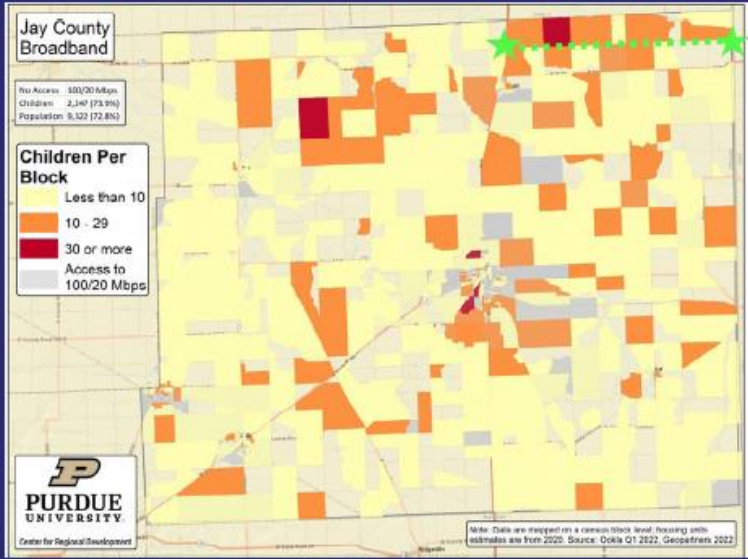 Jay County
Broadband
No Access 100/20 Mbps
Children 2,147 (73.9%)
Population 9,122 (72.8%)
Children Per
Block
Less than 10
10 - 29
30 or more
Access to
100/20 Mbps
P
PURDUE
UNIVERSITY
Center for Regional Development
Note: Data are mapped on a census block level; housing units
estimates are from 2020. Source: Ookla Q1 2022, Geopartners 2022